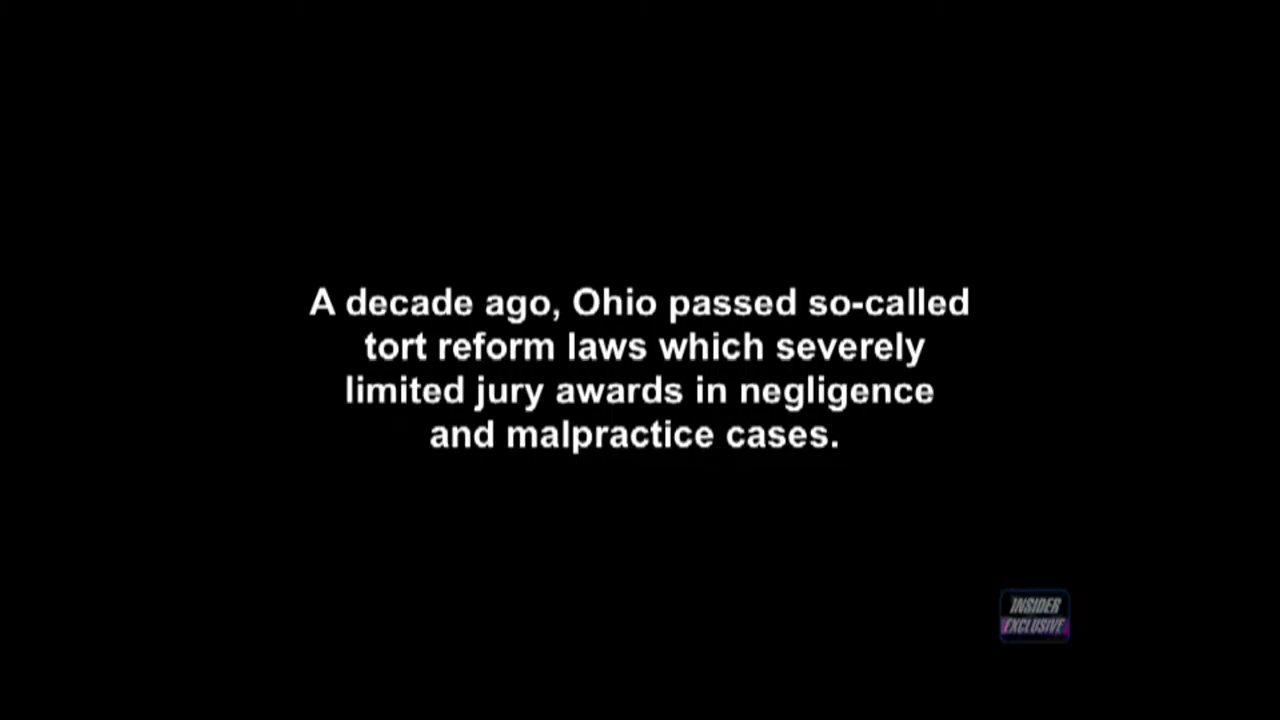 A decade ago, Ohio passed so-called
tort reform laws which severely
limited jury awards in negligence
and malpractice cases.
INSIDER
EXCLUSIVE